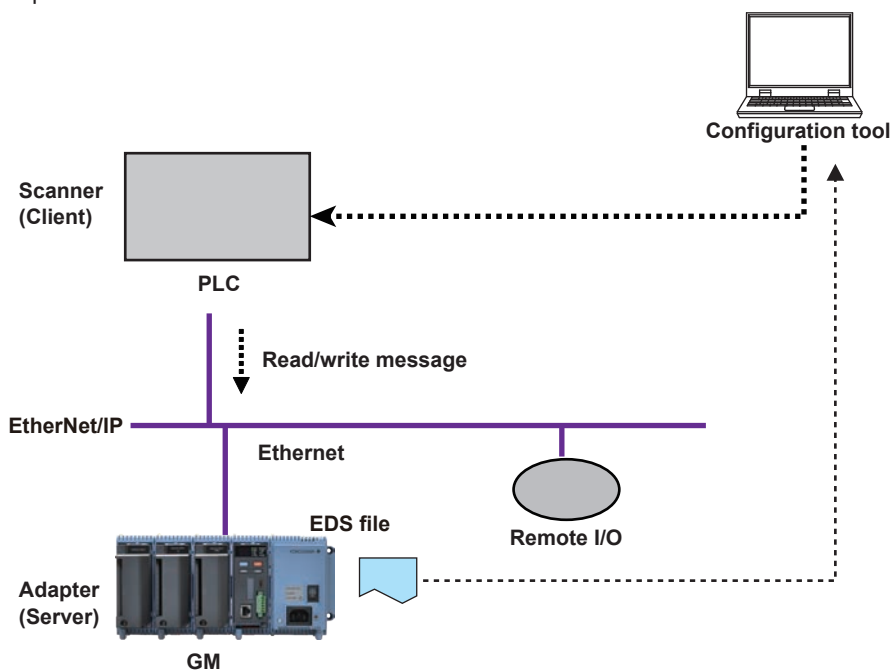 Configuration tool
Scanner
(Client)
PLC
Read/write message
EtherNet/IP
Ethernet
EDS file
Remote I/O
Adapter
(Server)
GM